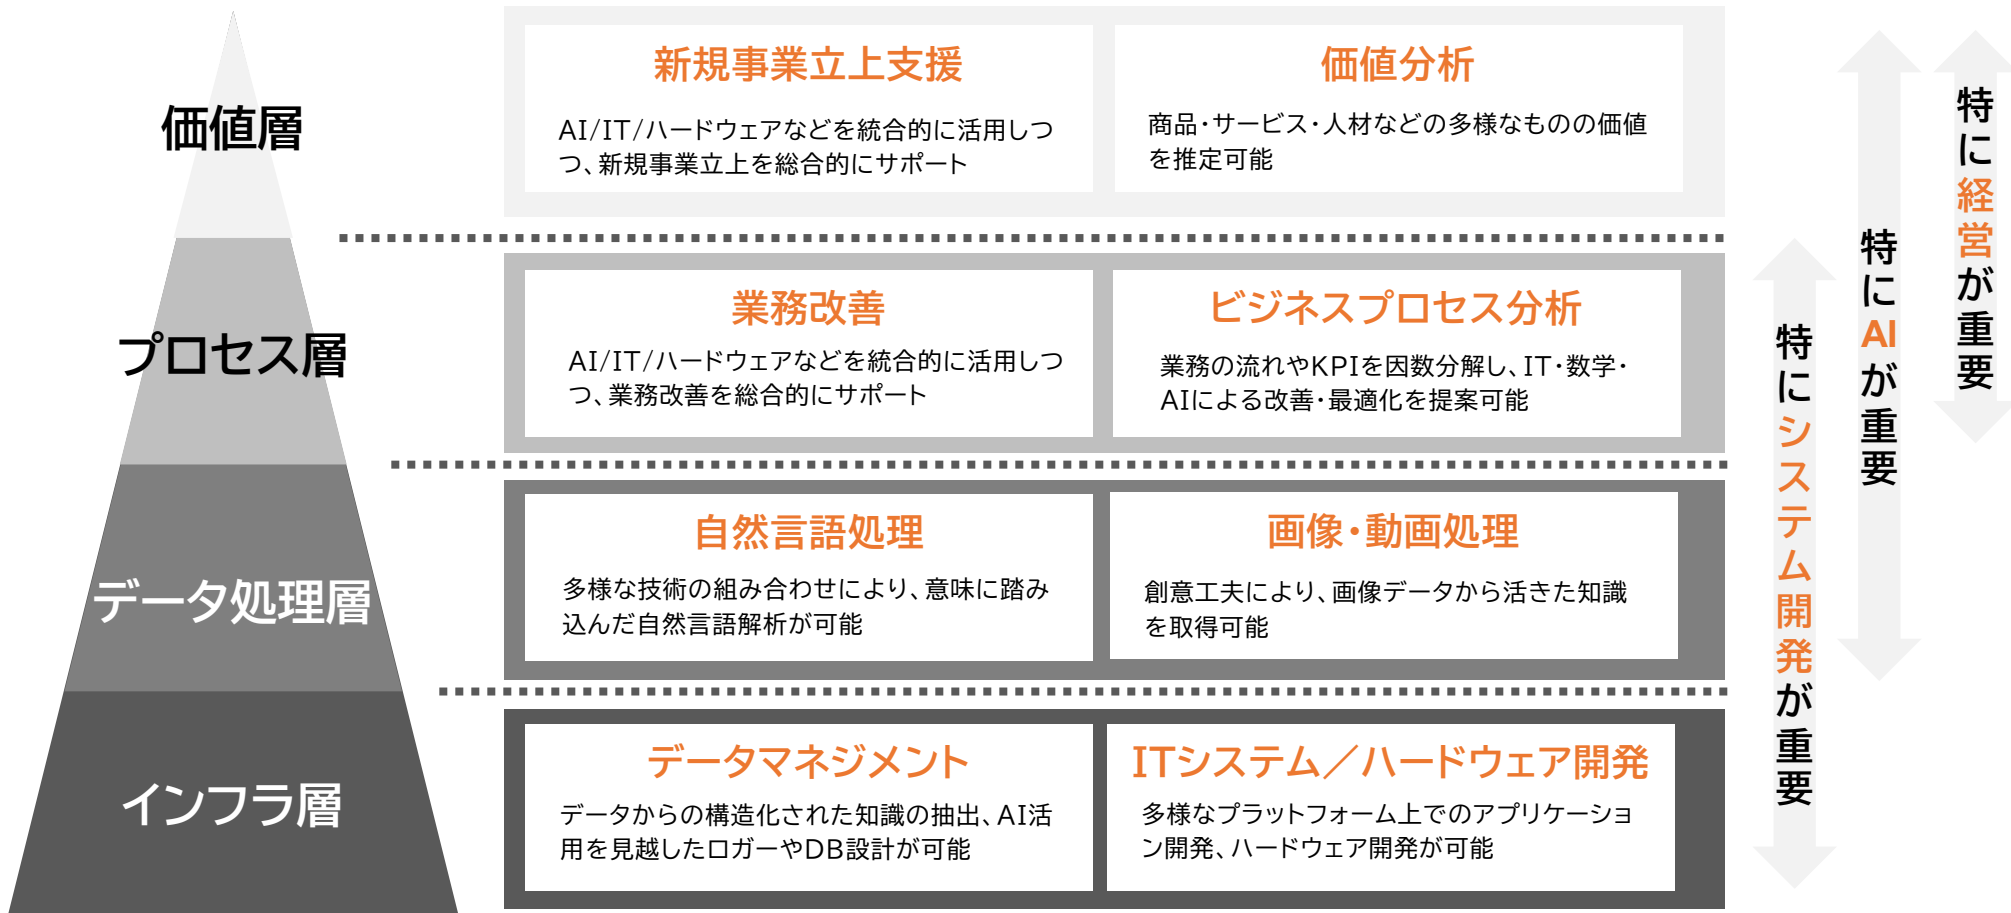 価値層
新規事業立上支援
AI/IT/ハードウェアなどを統合的に活用しつ
つ、新規事業立上を総合的にサポート
価値分析
商品・サービス・人材などの多様なものの価値
を推定可能
プロセス層
業務改善
AI/IT/ハードウェアなどを統合的に活用しつ
つ、業務改善を総合的にサポート
ビジネスプロセス分析
業務の流れやKPIを因数分解し、IT・数学・
AIによる改善・最適化を提案可能
データ処理層
自然言語処理
多様な技術の組み合わせにより、意味に踏み
込んだ自然言語解析が可能
画像・動画処理
創意工夫により、画像データから活きた知識
を取得可能
インフラ層
データマネジメント
データからの構造化された知識の抽出、AI活
用を見越したロガーやDB設計が可能
ITシステム／ハードウェア開発
多様なプラットフォーム上でのアプリケーショ
ン開発、ハードウェア開発が可能
特にシステム開発が重要
特にAIが重要
特に経営が重要